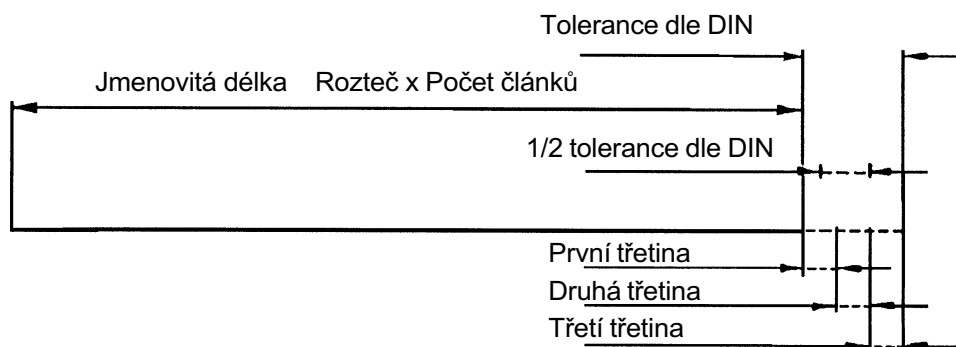 Tolerance dle DIN
Jmenovitá délka Rozteč x Počet článků
1/2 tolerance dle DIN
První třetina
Druhá třetina
Třetí třetina